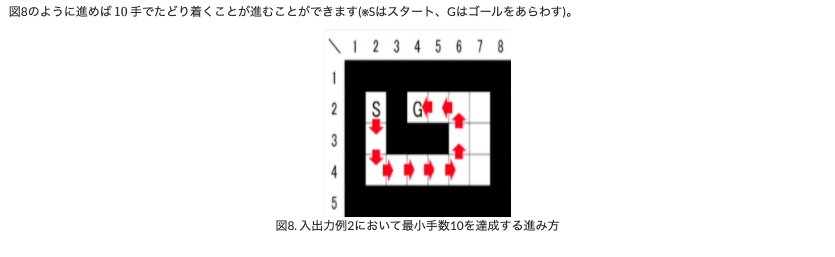 図8のように進めば 10 手でたどり着くことが進むことができます(※Sはスタート、Gはゴールをあらわす)。
＼ 1 2 3 4 5 6 7 8
1
2 S G
3
4
5
図8. 入出力例2において最小手数10を達成する進み方